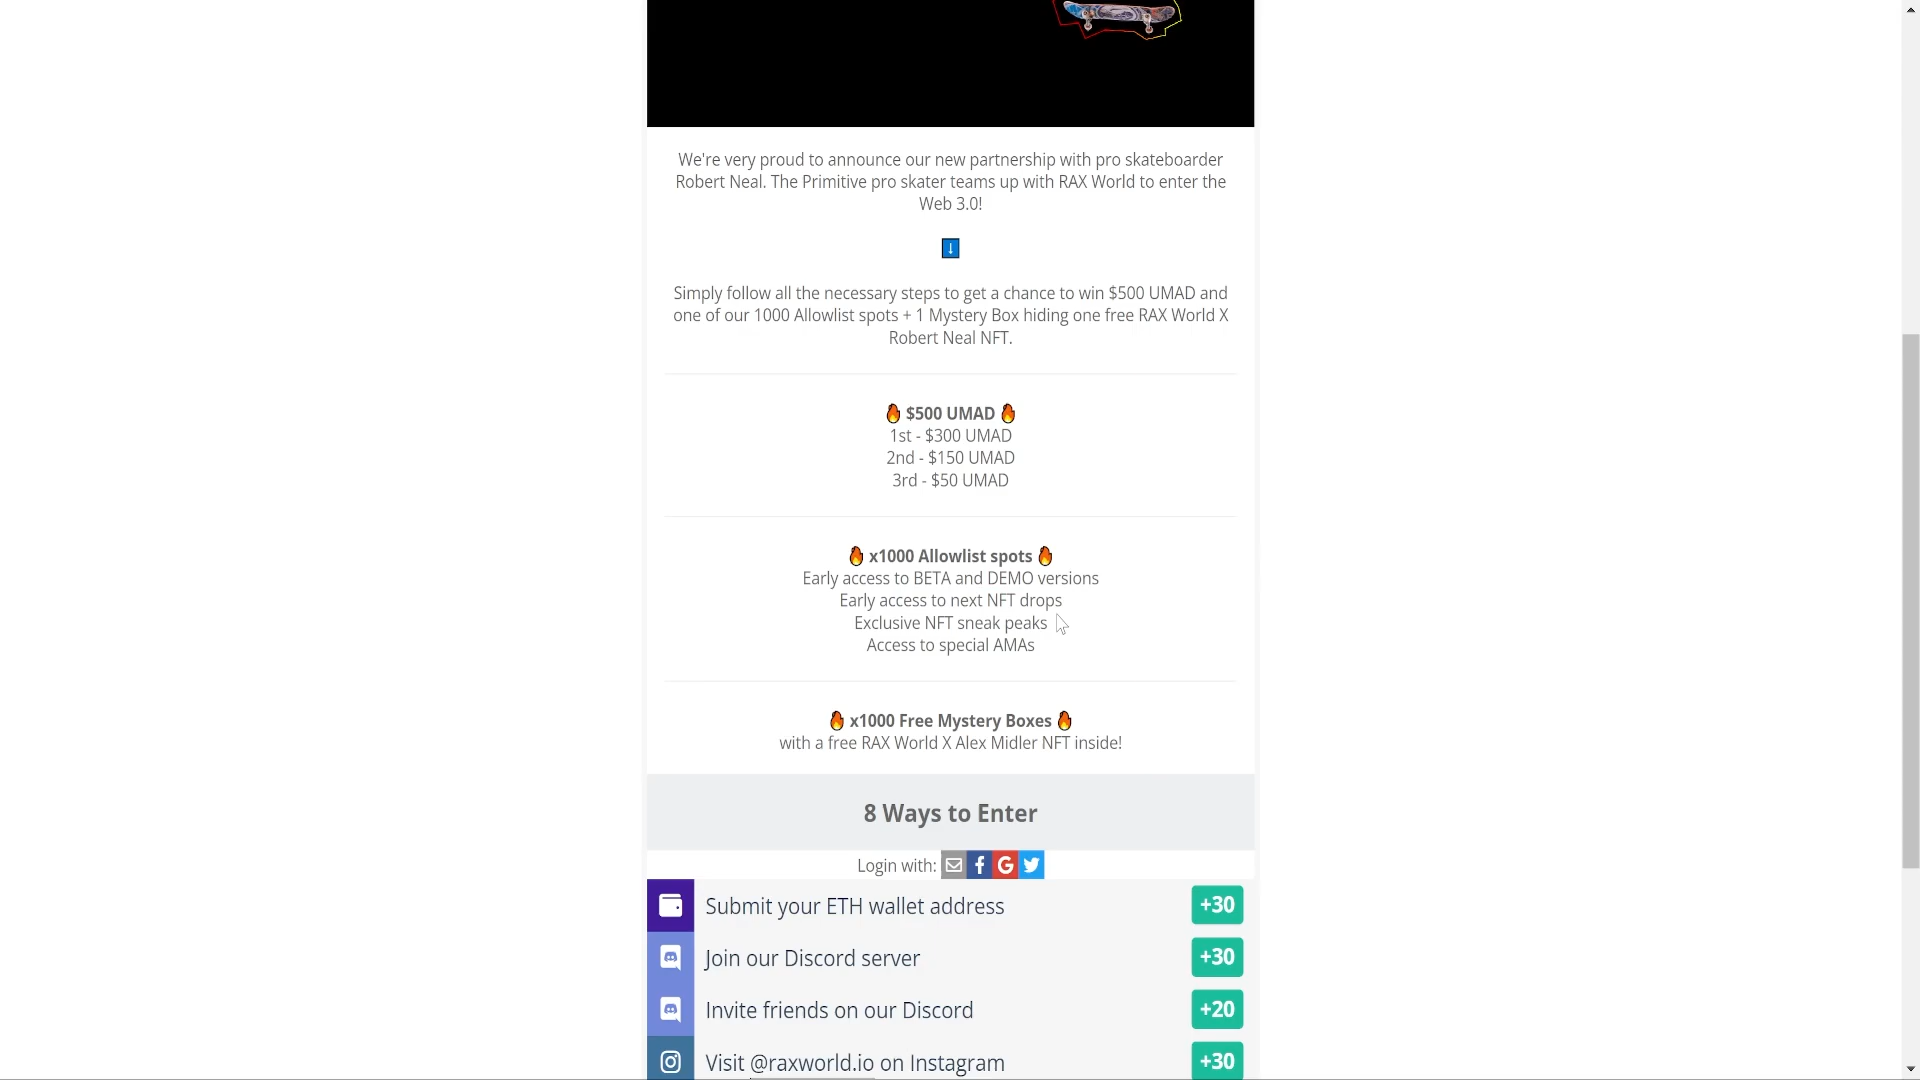 We're very proud to announce our new partnership with pro skateboarder
Robert Neal. The Primitive pro skater teams up with RAX World to enter the
Web 3.0!
Simply follow all the necessary steps to get a chance to win $500 UMAD and
one of our 1000 Allowlist spots + 1 Mystery Box hiding one free RAX World X
Robert Neal NFT.
🔥 $500 UMAD 🔥
1st - $300 UMAD
2nd - $150 UMAD
3rd - $50 UMAD
🔥 x1000 Allowlist spots 🔥
Early access to BETA and DEMO versions
Early access to next NFT drops
Exclusive NFT sneak peaks
Access to special AMAs
🔥 x1000 Free Mystery Boxes 🔥
with a free RAX World X Alex Midler NFT inside!
8 Ways to Enter
Login with:
Submit your ETH wallet address +30
Join our Discord server +30
Invite friends on our Discord +20
Visit @raxworld.io on Instagram +30